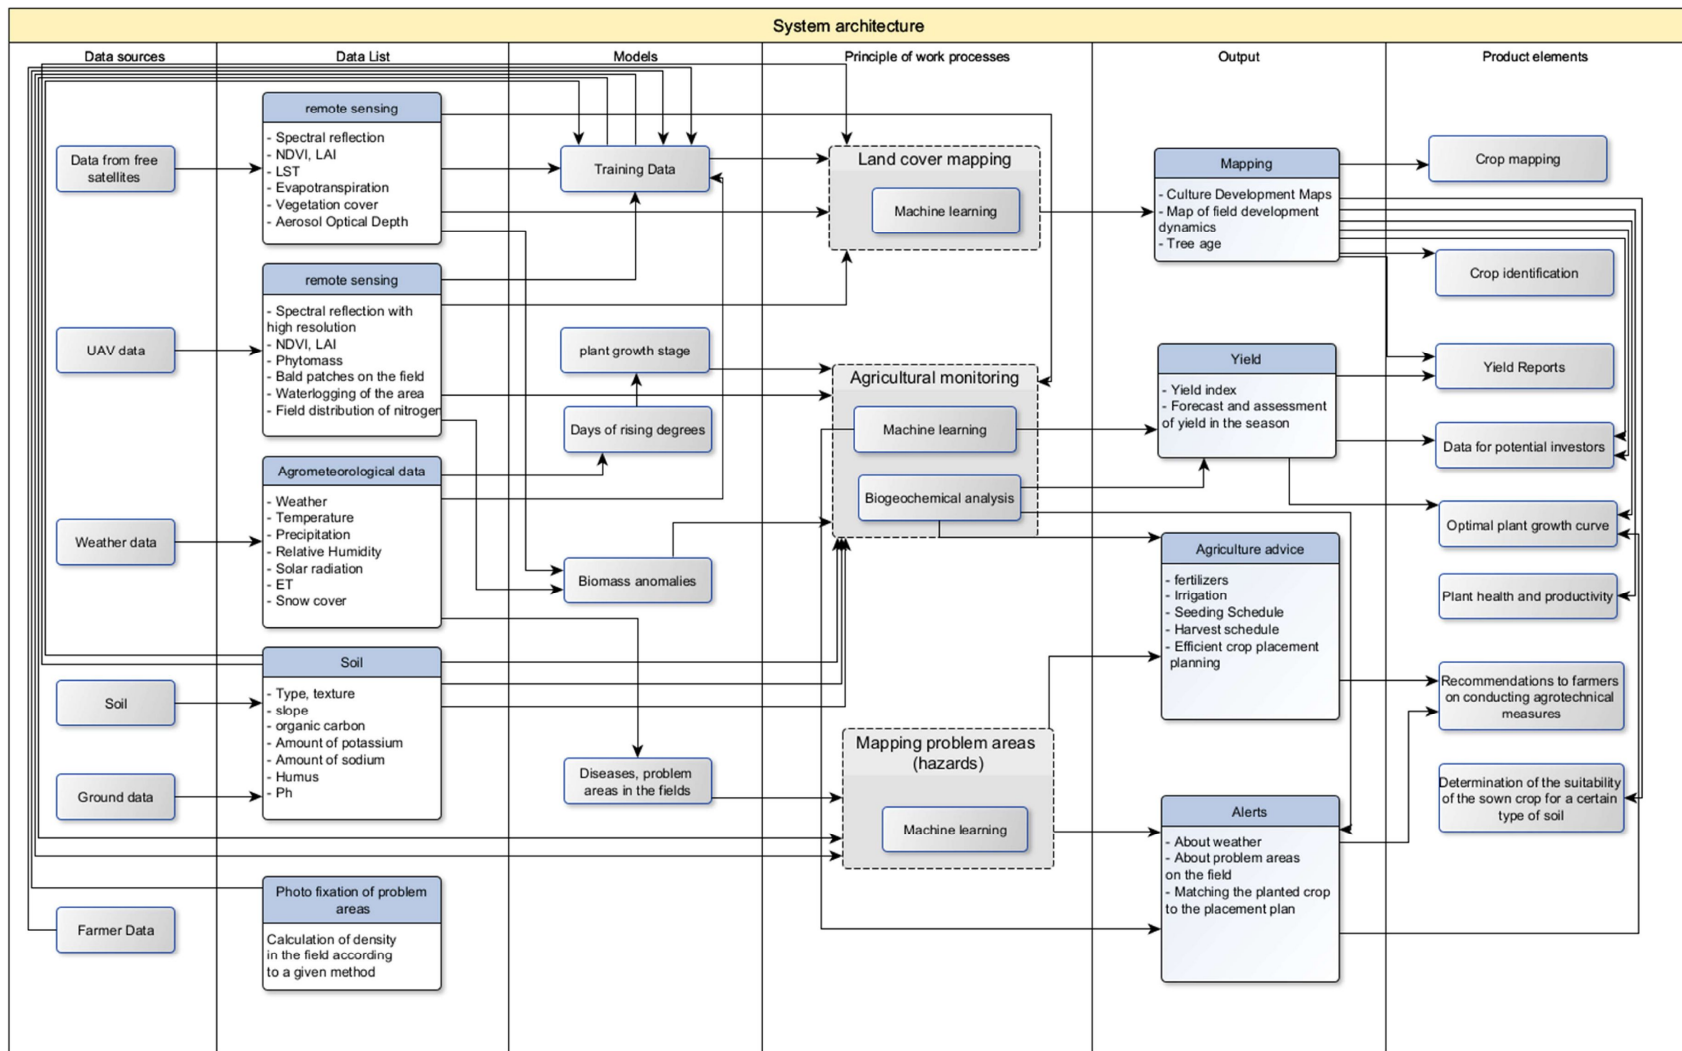 System architecture
Data sources
Data List
Models
Principle of work processes
Output
Product elements
Data from free
satellites
UAV data
Weather data
Soil
Ground data
Farmer Data
remote sensing
- Spectral reflection
- NDVI, LAI
- LST
- Evapotranspiration
- Vegetation cover
- Aerosol Optical Depth
remote sensing
- Spectral reflection with
high resolution
- NDVI, LAI
- Phytomass
- Bald patches on the field
- Waterlogging of the area
- Field distribution of nitrogen
Agrometeorological data
- Weather
- Temperature
- Precipitation
- Relative Humidity
- Solar radiation
- ET
- Snow cover
Soil
- Type, texture
- slope
- organic carbon
- Amount of potassium
- Amount of sodium
- Humus
- Ph
Photo fixation of problem
areas
Calculation of density
in the field according
to a given method
Training Data
plant growth stage
Days of rising degrees
Biomass anomalies
Diseases, problem
areas in the fields
Land cover mapping
Machine learning
Agricultural monitoring
Machine learning
Biogeochemical analysis
Mapping problem areas
(hazards)
Machine learning
Mapping
- Culture Development Maps
- Map of field development
dynamics
- Tree age
Yield
- Yield index
- Forecast and assessment
of yield in the season
Agriculture advice
- fertilizers
- Irrigation
- Seeding Schedule
- Harvest schedule
- Efficient crop placement
planning
Alerts
- About weather
- About problem areas
on the field
- Matching the planted crop
to the placement plan
Crop mapping
Crop identification
Yield Reports
Data for potential investors
Optimal plant growth curve
Plant health and productivity
Recommendations to farmers
on conducting agrotechnical
measures
Determination of the suitability
of the sown crop for a certain
type of soil